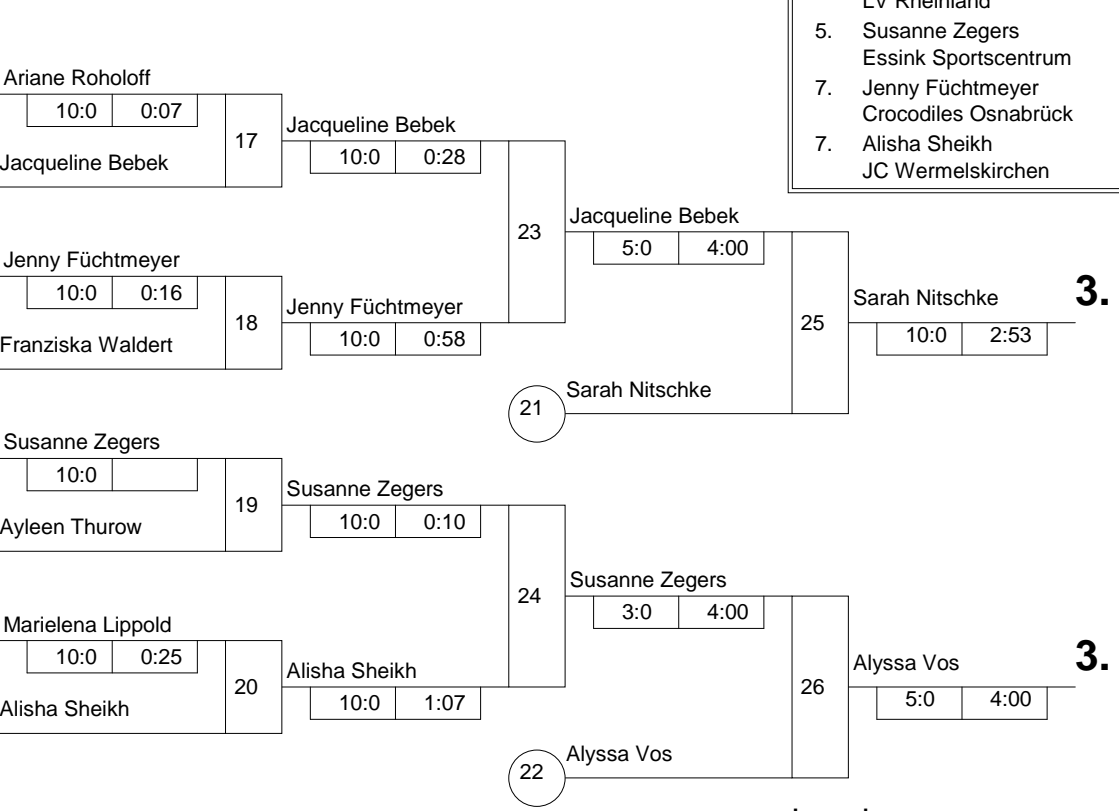 LV Rheinland
5. Susanne Zegers
Essink Sportscentrum
7. Jenny Füchtmeyer
Crocodiles Osnabrück
7. Alisha Sheikh
JC Wermelskirchen
Ariane Roholoff
10:0 0:07
17
Jacqueline Bebek
Jacqueline Bebek
10:0 0:28
23
Jenny Füchtmeyer
10:0 0:16
18
Franziska Waldert
Jenny Füchtmeyer
10:0 0:58
Jacqueline Bebek
5:0 4:00
25
21
Sarah Nitschke
Sarah Nitschke
3.
10:0 2:53
Susanne Zegers
10:0
19
Ayleen Thurow
Susanne Zegers
10:0 0:10
24
Marielena Lippold
10:0 0:25
20
Alisha Sheikh
Alisha Sheikh
10:0 1:07
Susanne Zegers
3:0 4:00
26
22
Alyssa Vos
Alyssa Vos
3.
5:0 4:00